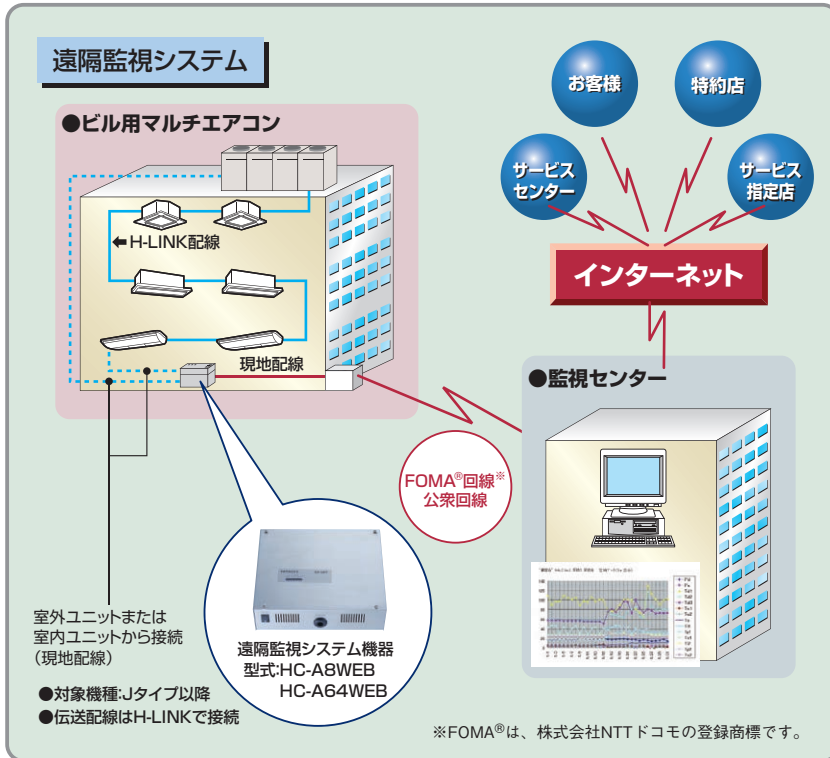 遠隔監視システム
お客様
特約店
サービス
センター
サービス
指定店
インターネット
●ビル用マルチエアコン
H-LINK配線
現地配線
●監視センター
FOMA®回線※
公衆回線
室外ユニットまたは
室内ユニットから接続
（現地配線）
遠隔監視システム機器
型式:HC-A8WEB
HC-A64WEB
●対象機種:Jタイプ以降
●伝送配線はH-LINKで接続
※FOMA®は、株式会社NTTドコモの登録商標です。